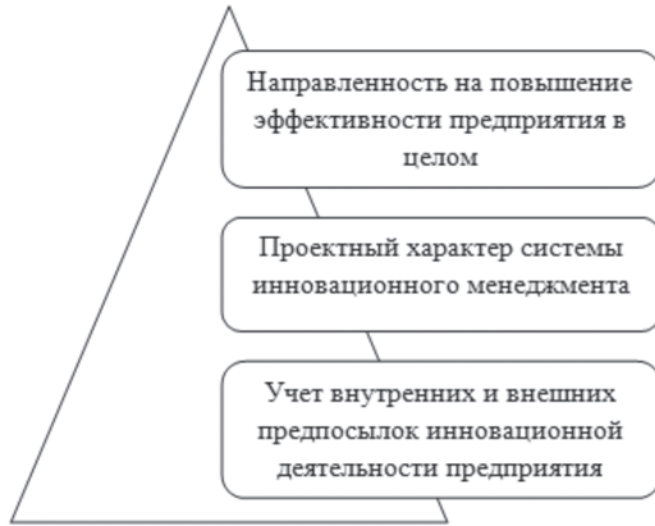 Направленность на повышение
эффективности предприятия в
целом
Проектный характер системы
инновационного менеджмента
Учет внутренних и внешних
предпосылок инновационной
деятельности предприятия